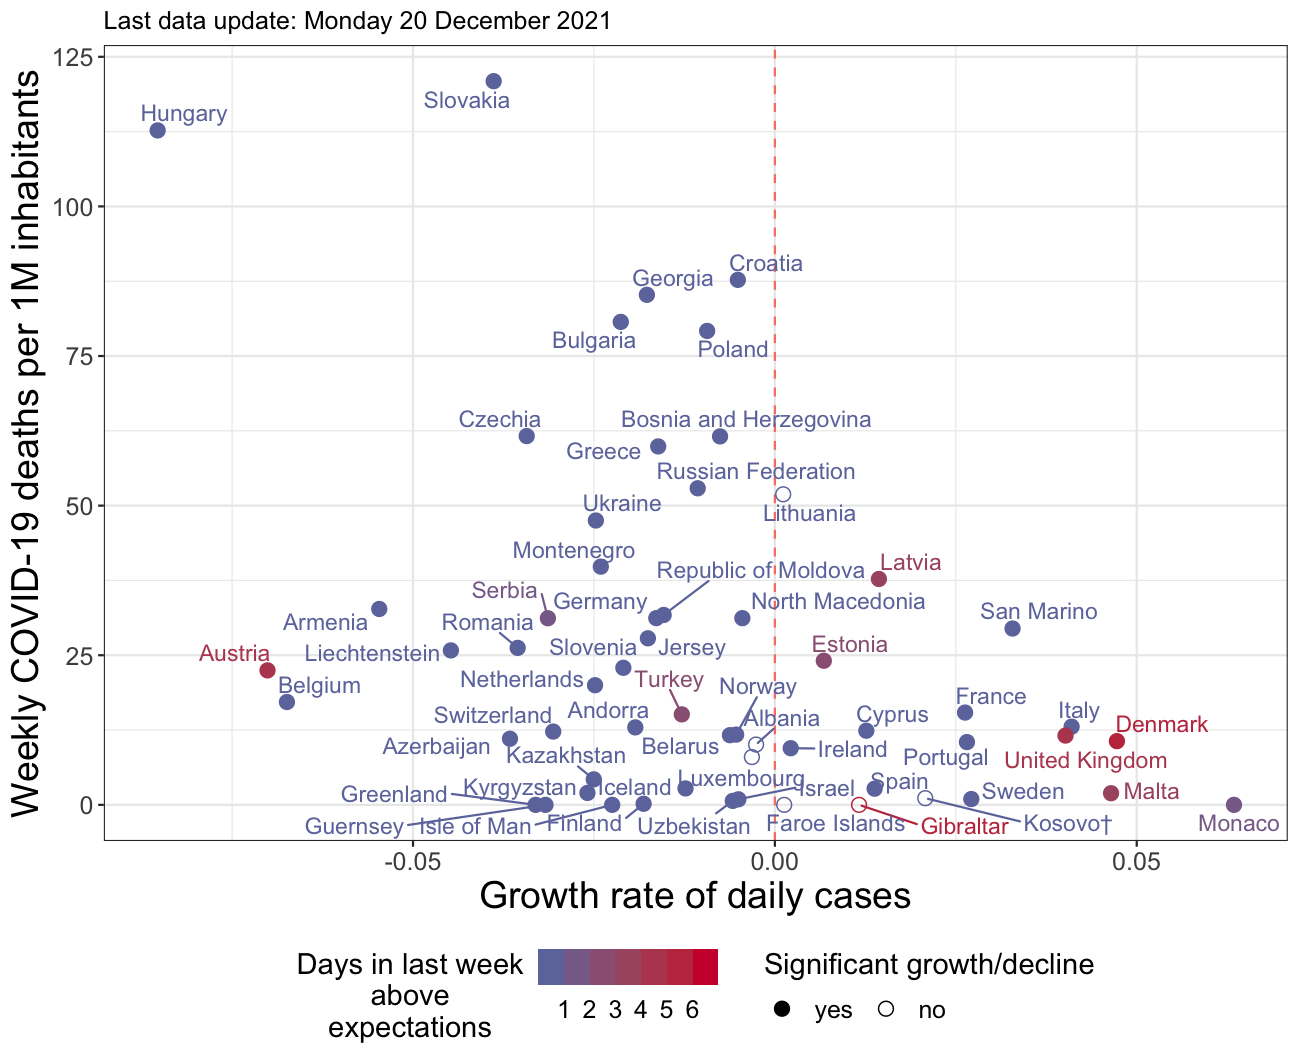 Last data update: Monday 20 December 2021
Weekly COVID-19 deaths per 1M inhabitants
125
100
75
50
25
0
Hungary
Slovakia
Croatia
Georgia
Bulgaria
Poland
Czechia
Bosnia and Herzegovina
Greece
Russian Federation
Ukraine
Lithuania
Montenegro
Republic of Moldova
Latvia
Serbia
Germany
North Macedonia
San Marino
Armenia
Romania
Slovenia
Jersey
Estonia
Austria
Liechtenstein
Belgium
Netherlands
Turkey
Norway
France
Italy
Switzerland
Andorra
Albania
Cyprus
Denmark
Azerbaijan
Kazakhstan
Belarus
Ireland
Portugal
United Kingdom
Greenland
Kyrgyzstan
Iceland
Luxembourg
Israel
Spain
Sweden
Malta
Guernsey
Isle of Man
Finland
Uzbekistan
Faroe Islands
Gibraltar
Kosovo†
Monaco
-0.05
0.00
0.05
Growth rate of daily cases
Days in last week
above
expectations
1 2 3 4 5 6
Significant growth/decline
yes
no